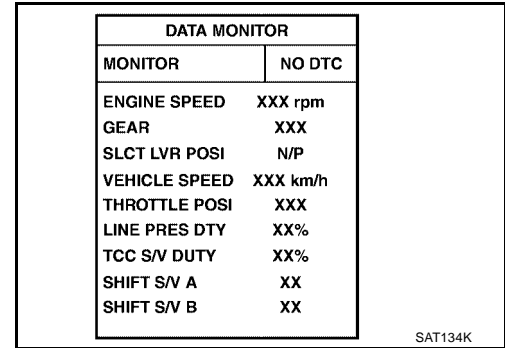 DATA MONITOR
MONITOR NO DTC
ENGINE SPEED XXX rpm
GEAR XXX
SLCT LVR POSI N/P
VEHICLE SPEED XXX km/h
THROTTLE POSI XXX
LINE PRES DTY XX%
TCC S/V DUTY XX%
SHIFT S/V A XX
SHIFT S/V B XX
SAT134K